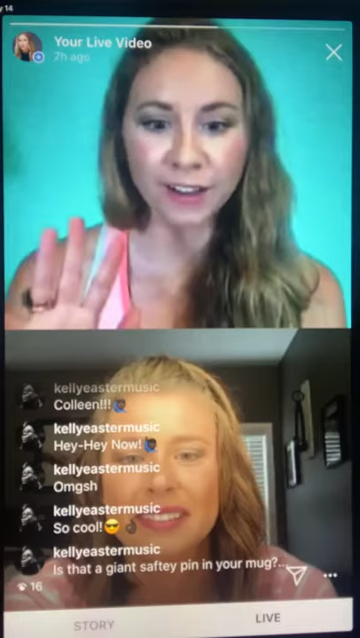 y 14
Your Live Video
7h ago
kellyeastermusic
Colleen!!!
kellyeastermusic
Hey-Hey Now!
kellyeastermusic
Omgsh
kellyeastermusic
So cool!
kellyeastermusic
Is that a giant saftey pin in your mug?...
16
STORY
LIVE